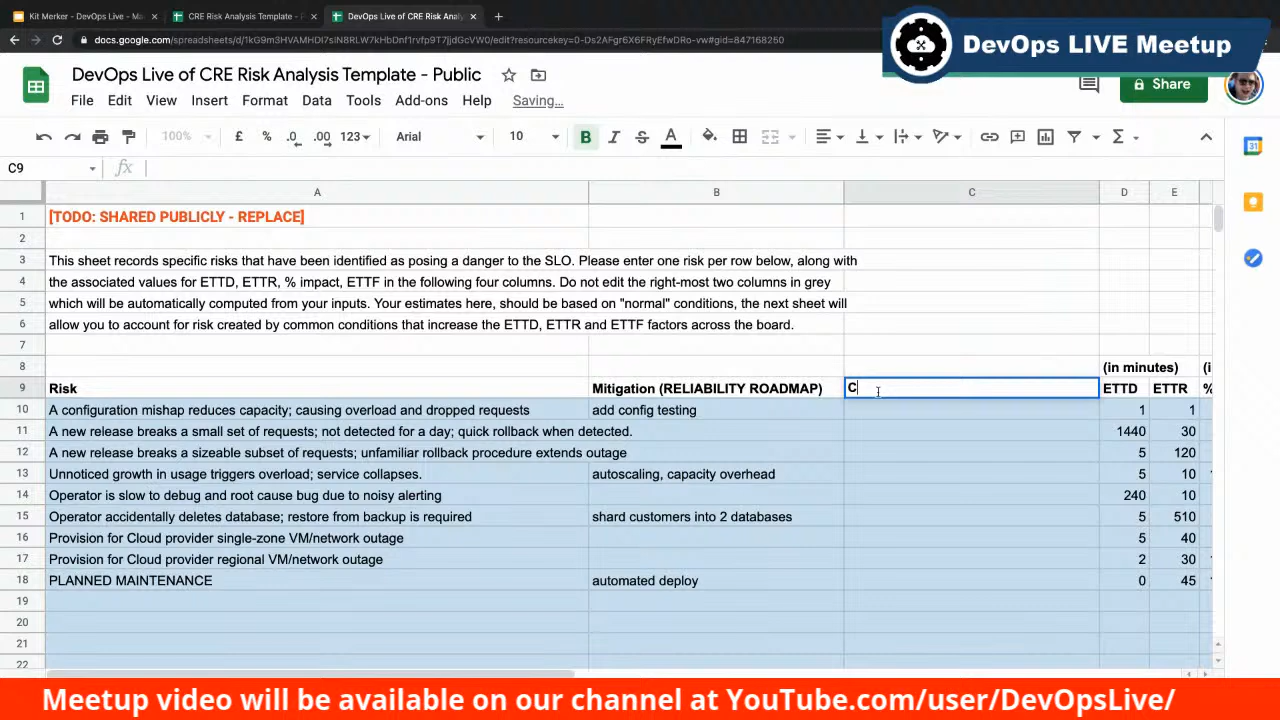 Kit Merker - DevOps Live - Ma
CRE Risk Analysis Template - P
DevOps Live of CRE Risk Analy
docs.google.com/spreadsheets/d/1kG9m3HVAMHDI7slN8RLW7kHbDnf1rvfp9T7jjdGcVW0/edit?resourcekey=0-Ds2AFgr6X6FRyEfwDRo-vw#gid=847168250
DevOps LIVE Meetup
DevOps Live of CRE Risk Analysis Template - Public
File Edit View Insert Format Data Tools Add-ons Help Saving...
Share
100% £ % .0 .00 123 Arial 10 B I S A
C9 fx
A B C D E
1 [TODO: SHARED PUBLICLY - REPLACE]
2
3 This sheet records specific risks that have been identified as posing a danger to the SLO. Please enter one risk per row below, along with
4 the associated values for ETTD, ETTR, % impact, ETTF in the following four columns. Do not edit the right-most two columns in grey
5 which will be automatically computed from your inputs. Your estimates here, should be based on "normal" conditions, the next sheet will
6 allow you to account for risk created by common conditions that increase the ETTD, ETTR and ETTF factors across the board.
7
8 (in minutes) (i
9 Risk Mitigation (RELIABILITY ROADMAP) C ETTD ETTR %
10 A configuration mishap reduces capacity; causing overload and dropped requests add config testing 1 1
11 A new release breaks a small set of requests; not detected for a day; quick rollback when detected. 1440 30
12 A new release breaks a sizeable subset of requests; unfamiliar rollback procedure extends outage 5 120
13 Unnoticed growth in usage triggers overload; service collapses. autoscaling, capacity overhead 5 10
14 Operator is slow to debug and root cause bug due to noisy alerting 240 10
15 Operator accidentally deletes database; restore from backup is required shard customers into 2 databases 5 510
16 Provision for Cloud provider single-zone VM/network outage 5 40
17 Provision for Cloud provider regional VM/network outage 2 30
18 PLANNED MAINTENANCE automated deploy 0 45
19
20
21
22
Meetup video will be available on our channel at YouTube.com/user/DevOpsLive/